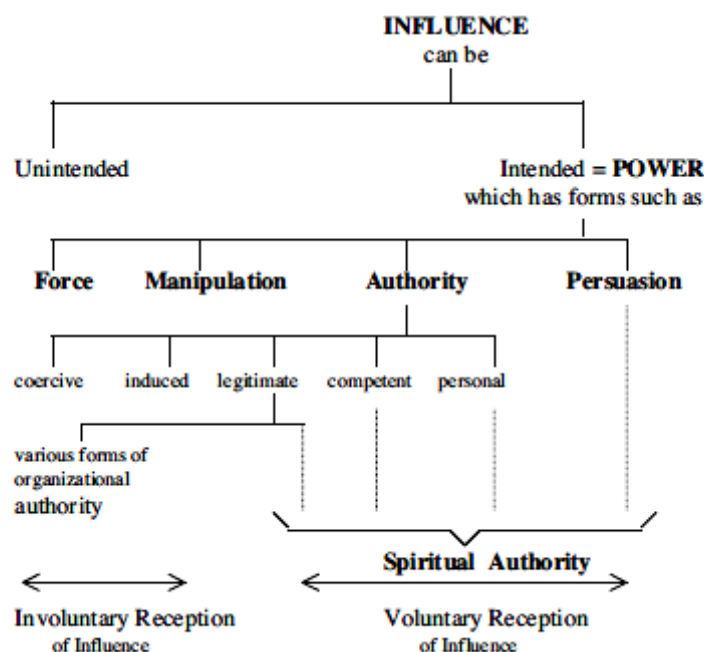 INFLUENCE
can be
Unintended
Intended = POWER
which has forms such as
Force Manipulation Authority Persuasion
coercive induced legitimate competent personal
various forms of
organizational
authority
Spiritual Authority
Involuntary Reception
of Influence
Voluntary Reception
of Influence